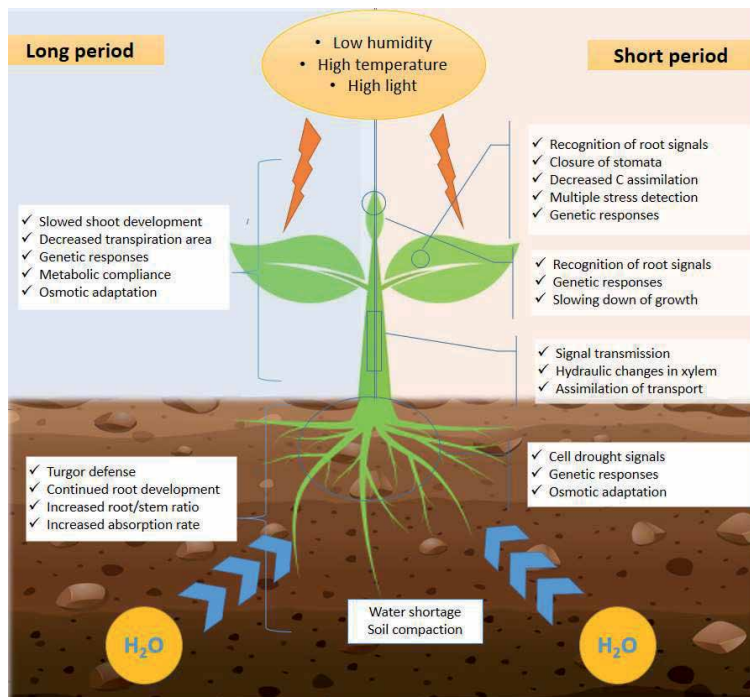 Long period
• Low humidity
• High temperature
• High light
Short period
✓ Recognition of root signals
✓ Closure of stomata
✓ Decreased C assimilation
✓ Multiple stress detection
✓ Genetic responses
✓ Slowed shoot development
✓ Decreased transpiration area
✓ Genetic responses
✓ Metabolic compliance
✓ Osmotic adaptation
✓ Recognition of root signals
✓ Genetic responses
✓ Slowing down of growth
✓ Signal transmission
✓ Hydraulic changes in xylem
✓ Assimilation of transport
✓ Turgor defense
✓ Continued root development
✓ Increased root/stem ratio
✓ Increased absorption rate
✓ Cell drought signals
✓ Genetic responses
✓ Osmotic adaptation
Water shortage
Soil compaction
H₂O
H₂O